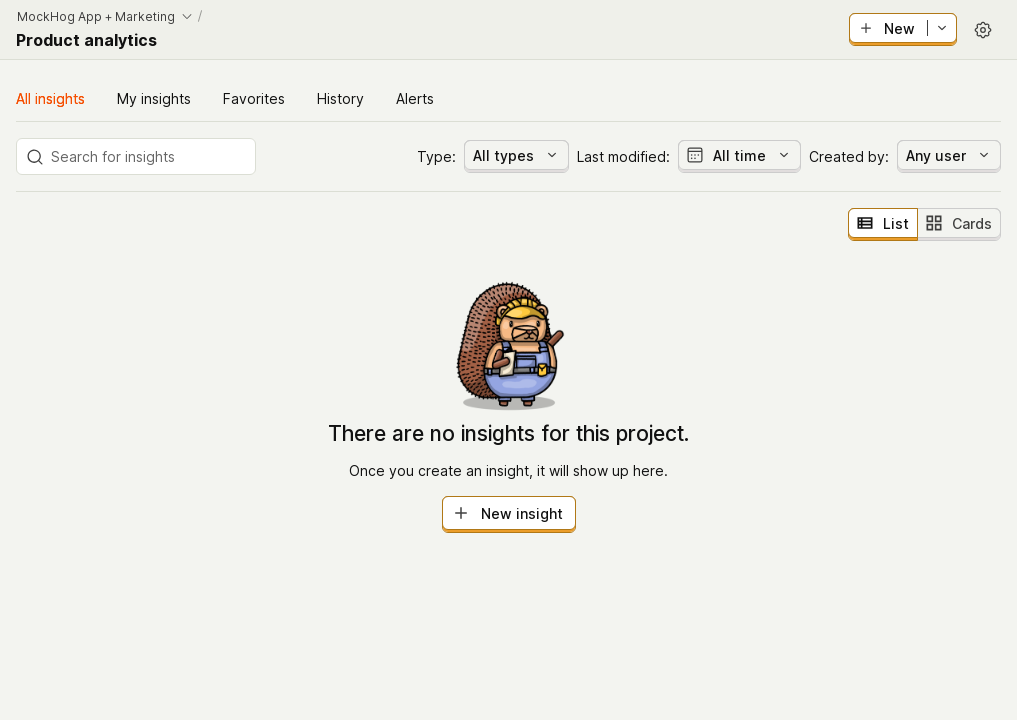 MockHog App + Marketing /
Product analytics
New
All insights My insights Favorites History Alerts
Search for insights Type: All types Last modified: All time Created by: Any user
List Cards
There are no insights for this project.
Once you create an insight, it will show up here.
New insight